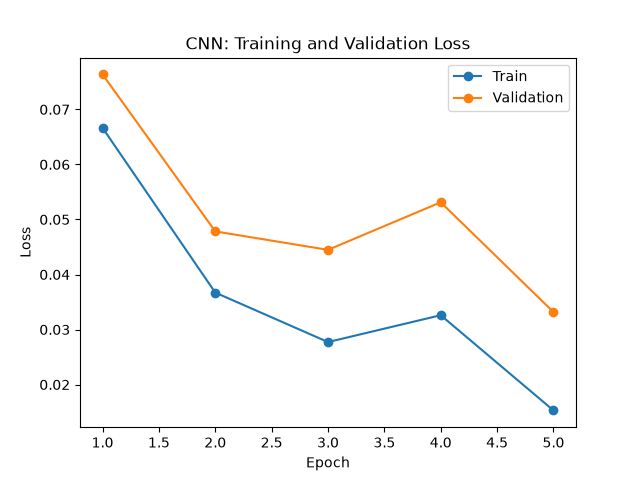 CNN: Training and Validation Loss
Train
Validation
Loss
0.07
0.06
0.05
0.04
0.03
0.02
1.0 1.5 2.0 2.5 3.0 3.5 4.0 4.5 5.0
Epoch